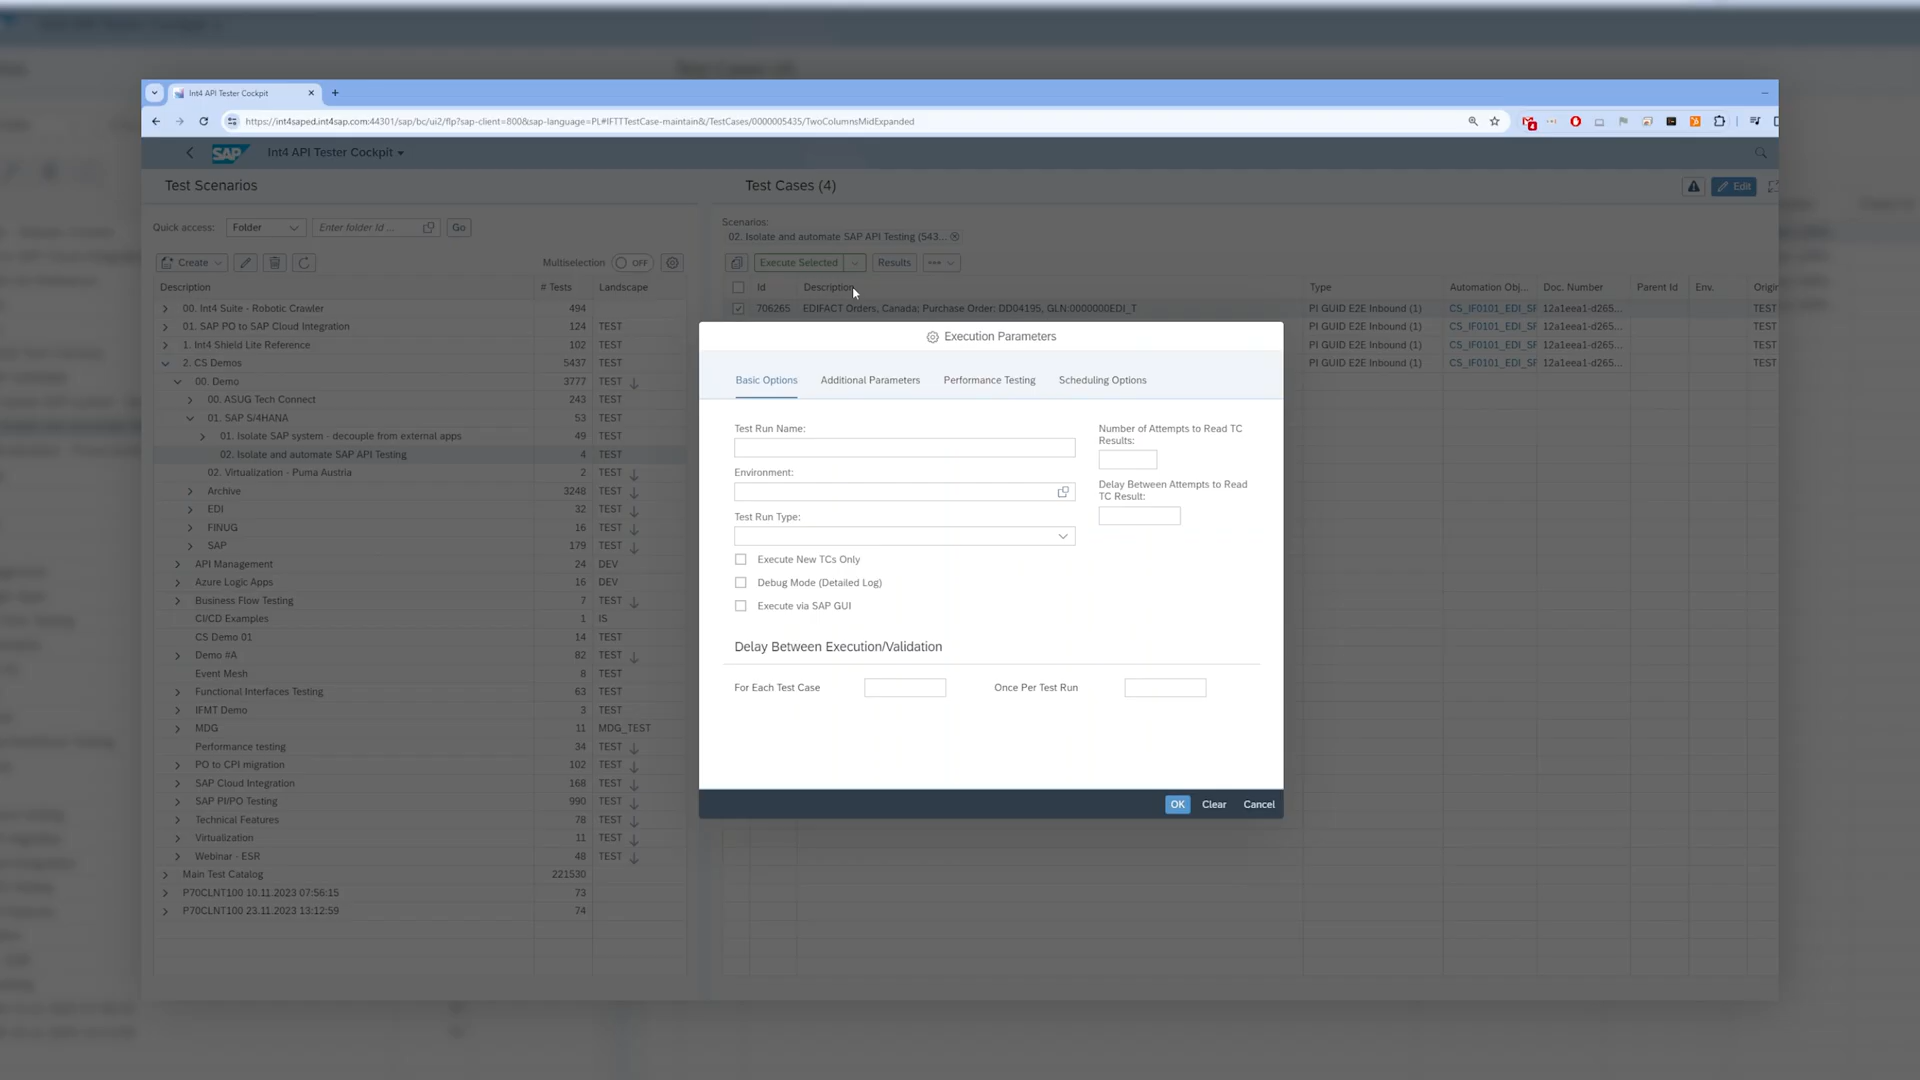 Int4 API Tester Cockpit
https://int4saped.int4sap.com:44301/sap/bc/ui2/flp?sap-client=800&sap-language=PL#IFTTTestCase-maintain&/TestCases/0000005435/TwoColumnsMidExpanded
SAP Int4 API Tester Cockpit
Test Scenarios
Quick access: Folder Enter folder Id ... Go
Create Multiselection OFF
Description # Tests Landscape
00. Int4 Suite - Robotic Crawler 494
01. SAP PO to SAP Cloud Integration 124 TEST
1. Int4 Shield Lite Reference 102 TEST
2. CS Demos 5437 TEST
00. Demo 3777 TEST
00. ASUG Tech Connect 243 TEST
01. SAP S/4HANA 53 TEST
01. Isolate SAP system - decouple from external apps 49 TEST
02. Isolate and automate SAP API Testing 4 TEST
02. Virtualization - Puma Austria 2 TEST
Archive 3248 TEST
EDI 32 TEST
FINUG 16 TEST
SAP 179 TEST
API Management 24 DEV
Azure Logic Apps 16 DEV
Business Flow Testing 7 TEST
CI/CD Examples 1 IS
CS Demo 01 14 TEST
Demo #A 82 TEST
Event Mesh 8 TEST
Functional Interfaces Testing 63 TEST
IFMT Demo 3 TEST
MDG 11 MDG_TEST
Performance testing 34 TEST
PO to CPI migration 102 TEST
SAP Cloud Integration 168 TEST
SAP PI/PO Testing 990 TEST
Technical Features 78 TEST
Virtualization 11 TEST
Webinar - ESR 48 TEST
Main Test Catalog 221530
P70CLNT100 10.11.2023 07:56:15 73
P70CLNT100 23.11.2023 13:12:59 74
Test Cases (4)
Edit
Scenarios:
02. Isolate and automate SAP API Testing (543...
Execute Selected Results
Id Description Type Automation Obj... Doc. Number Parent Id Env. Origin
706265 EDIFACT Orders, Canada; Purchase Order: DD04195, GLN:0000000EDI_T PI GUID E2E Inbound (1) CS_IF0101_EDI_SF 12a1eea1-d265... TEST
PI GUID E2E Inbound (1) CS_IF0101_EDI_SF 12a1eea1-d265... TEST
PI GUID E2E Inbound (1) CS_IF0101_EDI_SF 12a1eea1-d265... TEST
PI GUID E2E Inbound (1) CS_IF0101_EDI_SF 12a1eea1-d265... TEST
Execution Parameters
Basic Options Additional Parameters Performance Testing Scheduling Options
Test Run Name:
Environment:
Test Run Type:
Execute New TCs Only
Debug Mode (Detailed Log)
Execute via SAP GUI
Number of Attempts to Read TC
Results:
Delay Between Attempts to Read
TC Result:
Delay Between Execution/Validation
For Each Test Case Once Per Test Run
OK Clear Cancel